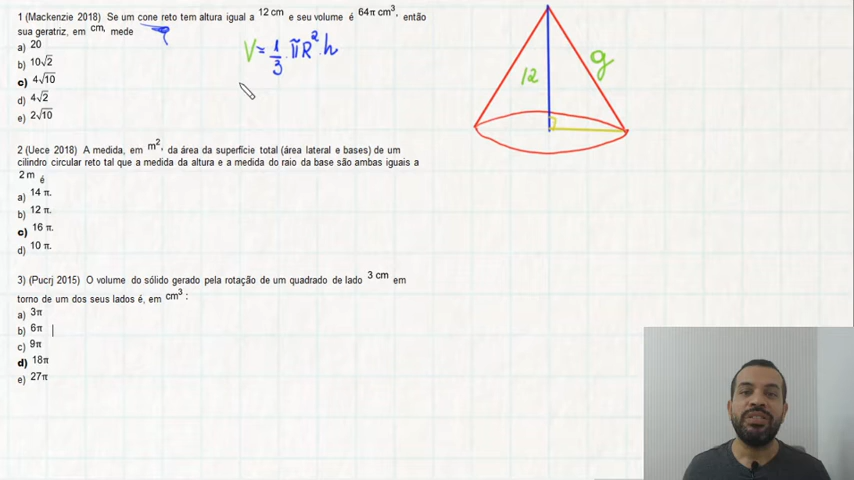 1 (Mackenzie 2018) Se um cone reto tem altura igual a 12 cm e seu volume é 64π cm³, então
sua geratriz, em cm, mede
a) 20
b) 10√2
c) 4√10
d) 4√2
e) 2√10
V = 1/3 · πR² · h
12
g
2 (Uece 2018) A medida, em m², da área da superfície total (área lateral e bases) de um
cilindro circular reto tal que a medida da altura e a medida do raio da base são ambas iguais a
2 m é
a) 14 π.
b) 12 π.
c) 16 π.
d) 10 π.
3) (Pucrj 2015) O volume do sólido gerado pela rotação de um quadrado de lado 3 cm em
torno de um dos seus lados é, em cm³ :
a) 3π
b) 6π
c) 9π
d) 18π
e) 27π